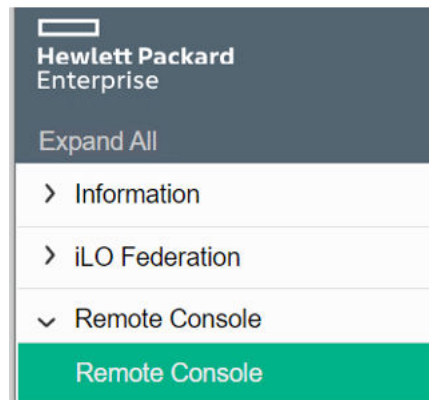 Hewlett Packard
Enterprise
Expand All
Information
iLO Federation
Remote Console
Remote Console